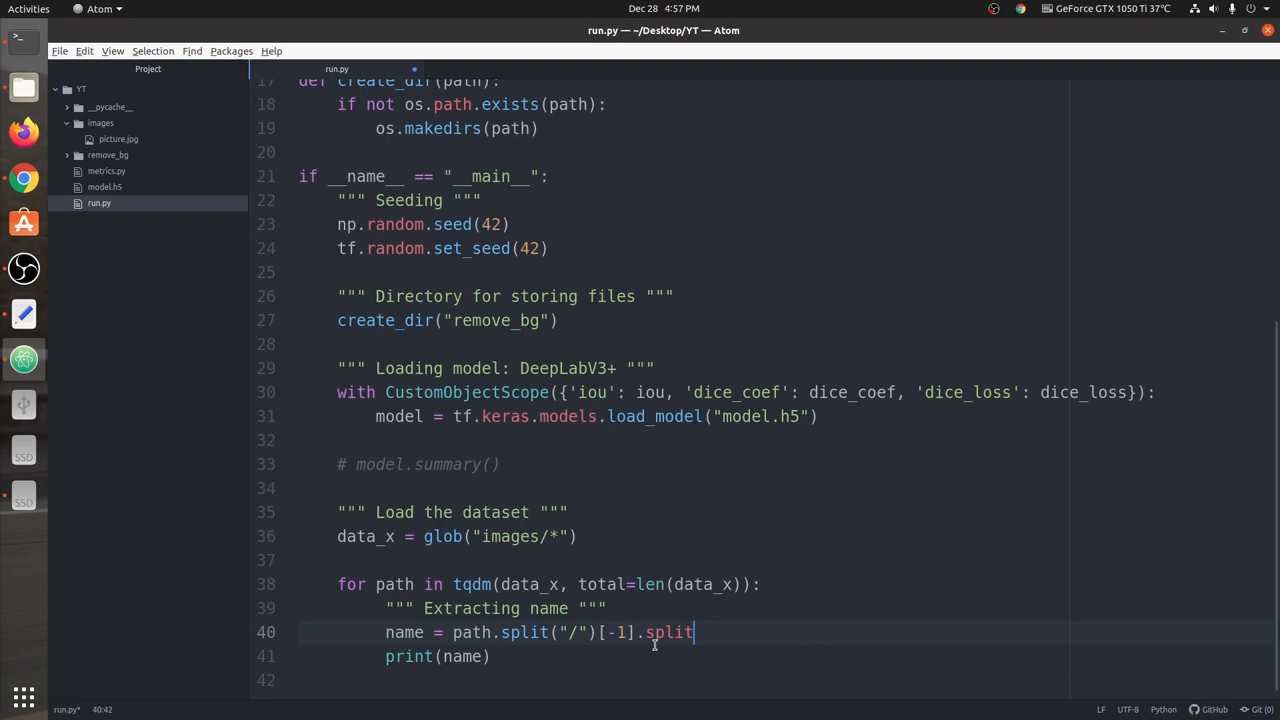 Activities
Atom
Dec 28 4:57 PM
GeForce GTX 1050 Ti 37°C
run.py — ~/Desktop/YT — Atom
File Edit View Selection Find Packages Help
Project
run.py
YT
__pycache__
images
picture.jpg
remove_bg
metrics.py
model.h5
run.py
17 def create_dir(path):
18     if not os.path.exists(path):
19         os.makedirs(path)
20
21 if __name__ == "__main__":
22     """ Seeding """
23     np.random.seed(42)
24     tf.random.set_seed(42)
25
26     """ Directory for storing files """
27     create_dir("remove_bg")
28
29     """ Loading model: DeepLabV3+ """
30     with CustomObjectScope({'iou': iou, 'dice_coef': dice_coef, 'dice_loss': dice_loss}):
31         model = tf.keras.models.load_model("model.h5")
32
33     # model.summary()
34
35     """ Load the dataset """
36     data_x = glob("images/*")
37
38     for path in tqdm(data_x, total=len(data_x)):
39          """ Extracting name """
40          name = path.split("/")[-1].split
41          print(name)
42
run.py* 40:42
LF UTF-8 Python GitHub Git (0)
SSD
SSD